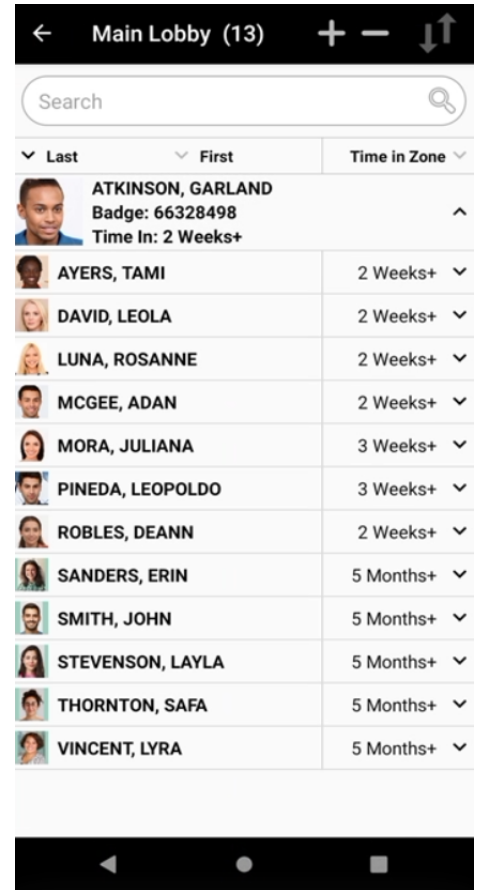 Main Lobby (13)
Search
Last First Time in Zone
ATKINSON, GARLAND
Badge: 66328498
Time In: 2 Weeks+
AYERS, TAMI 2 Weeks+
DAVID, LEOLA 2 Weeks+
LUNA, ROSANNE 2 Weeks+
MCGEE, ADAN 2 Weeks+
MORA, JULIANA 3 Weeks+
PINEDA, LEOPOLDO 3 Weeks+
ROBLES, DEANN 2 Weeks+
SANDERS, ERIN 5 Months+
SMITH, JOHN 5 Months+
STEVENSON, LAYLA 5 Months+
THORNTON, SAFA 5 Months+
VINCENT, LYRA 5 Months+